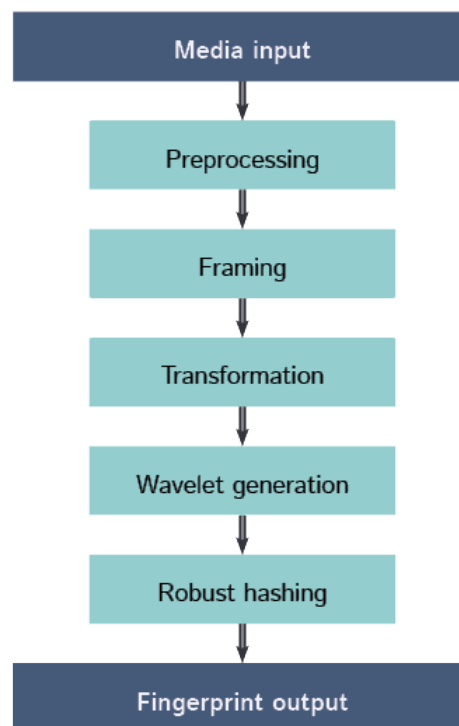 Media input
Preprocessing
Framing
Transformation
Wavelet generation
Robust hashing
Fingerprint output